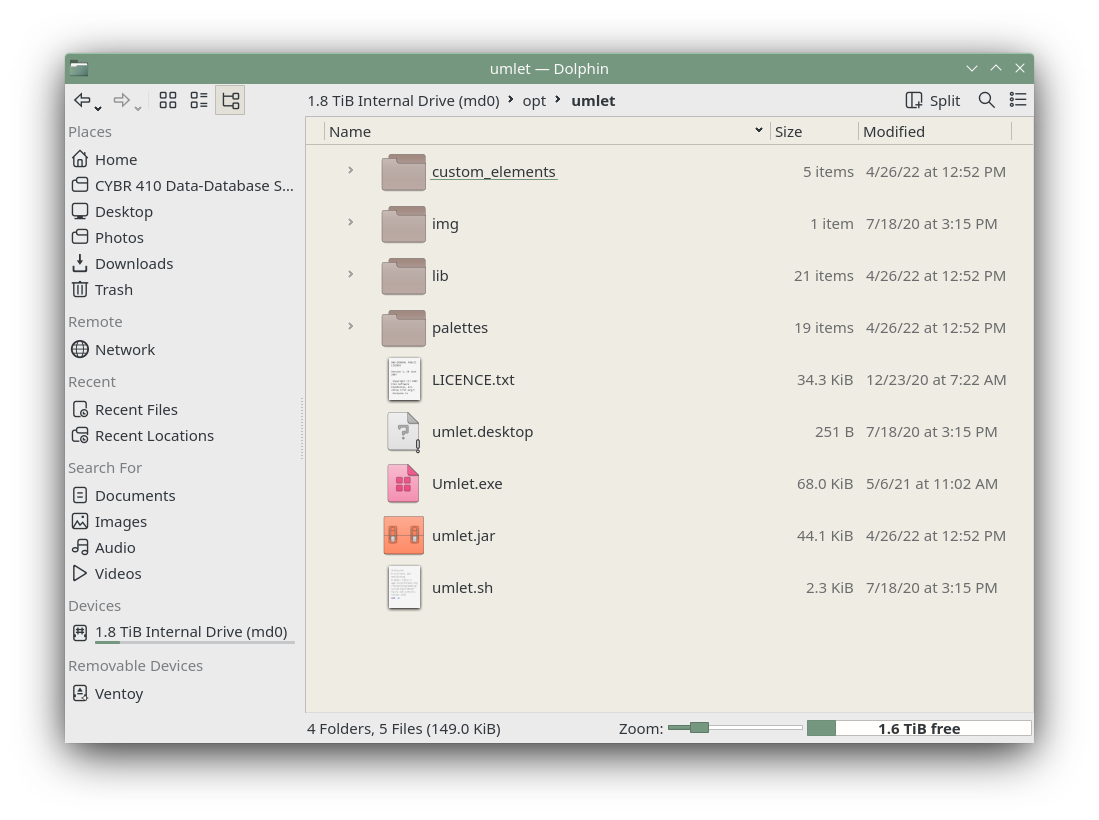 umlet — Dolphin
1.8 TiB Internal Drive (md0) opt umlet Split
Places
Home
CYBR 410 Data-Database S...
Desktop
Photos
Downloads
Trash
Remote
Network
Recent
Recent Files
Recent Locations
Search For
Documents
Images
Audio
Videos
Devices
1.8 TiB Internal Drive (md0)
Removable Devices
Ventoy
Name Size Modified
custom_elements 5 items 4/26/22 at 12:52 PM
img 1 item 7/18/20 at 3:15 PM
lib 21 items 4/26/22 at 12:52 PM
palettes 19 items 4/26/22 at 12:52 PM
LICENCE.txt 34.3 KiB 12/23/20 at 7:22 AM
umlet.desktop 251 B 7/18/20 at 3:15 PM
Umlet.exe 68.0 KiB 5/6/21 at 11:02 AM
umlet.jar 44.1 KiB 4/26/22 at 12:52 PM
umlet.sh 2.3 KiB 7/18/20 at 3:15 PM
4 Folders, 5 Files (149.0 KiB) Zoom: 1.6 TiB free